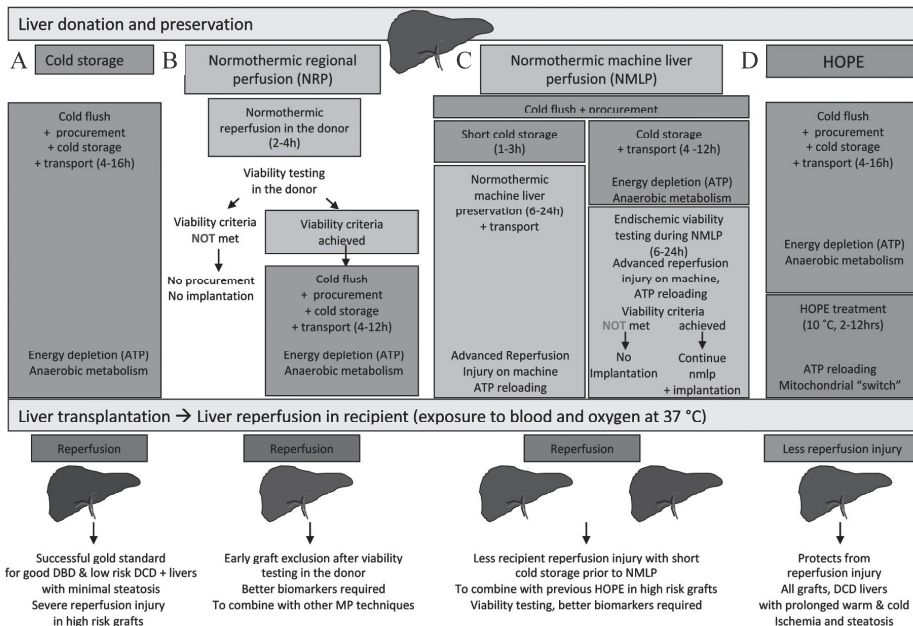 Liver donation and preservation
A
Cold storage
B
Normothermic regional
perfusion (NRP)
C
Normothermic machine liver
perfusion (NMLP)
D
HOPE
Cold flush
+ procurement
+ cold storage
+ transport (4-16h)
Energy depletion (ATP)
Anaerobic metabolism
Normothermic
reperfusion in the donor
(2-4h)
Viability testing
in the donor
Viability criteria
NOT met
No procurement
No implantation
Viability criteria
achieved
Cold flush
+ procurement
+ cold storage
+ transport (4-12h)
Energy depletion (ATP)
Anaerobic metabolism
Cold flush + procurement
Short cold storage
(1-3h)
Normothermic
machine liver
preservation (6-24h)
+ transport
Advanced Reperfusion
Injury on machine
ATP reloading
Cold storage
+ transport (4 -12h)
Energy depletion (ATP)
Anaerobic metabolism
Endischemic viability
testing during NMLP
(6-24h)
Advanced reperfusion
injury on machine,
ATP reloading
Viability criteria
NOT met
achieved
No
Implantation
Continue
nmlp
+ implantation
Cold flush
+ procurement
+ cold storage
+ transport (4-16h)
Energy depletion (ATP)
Anaerobic metabolism
HOPE treatment
(10 ˚C, 2-12hrs)
ATP reloading
Mitochondrial “switch”
Liver transplantation → Liver reperfusion in recipient (exposure to blood and oxygen at 37 °C)
Reperfusion
Successful gold standard
for good DBD & low risk DCD + livers
with minimal steatosis
Severe reperfusion injury
in high risk grafts
Reperfusion
Early graft exclusion after viability
testing in the donor
Better biomarkers required
To combine with other MP techniques
Reperfusion
Less recipient reperfusion injury with short
cold storage prior to NMLP
To combine with previous HOPE in high risk grafts
Viability testing, better biomarkers required
Less reperfusion injury
Protects from
reperfusion injury
All grafts, DCD livers
with prolonged warm & cold
Ischemia and steatosis